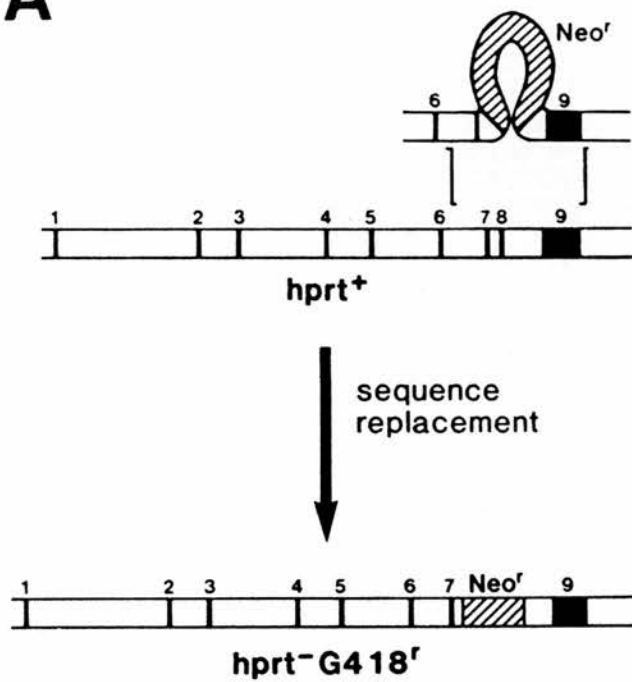 A
Neoʳ
6 9
1 2 3 4 5 6 7 8 9
hprt⁺
sequence
replacement
1 2 3 4 5 6 7 Neoʳ 9
hprt⁻G418ʳ